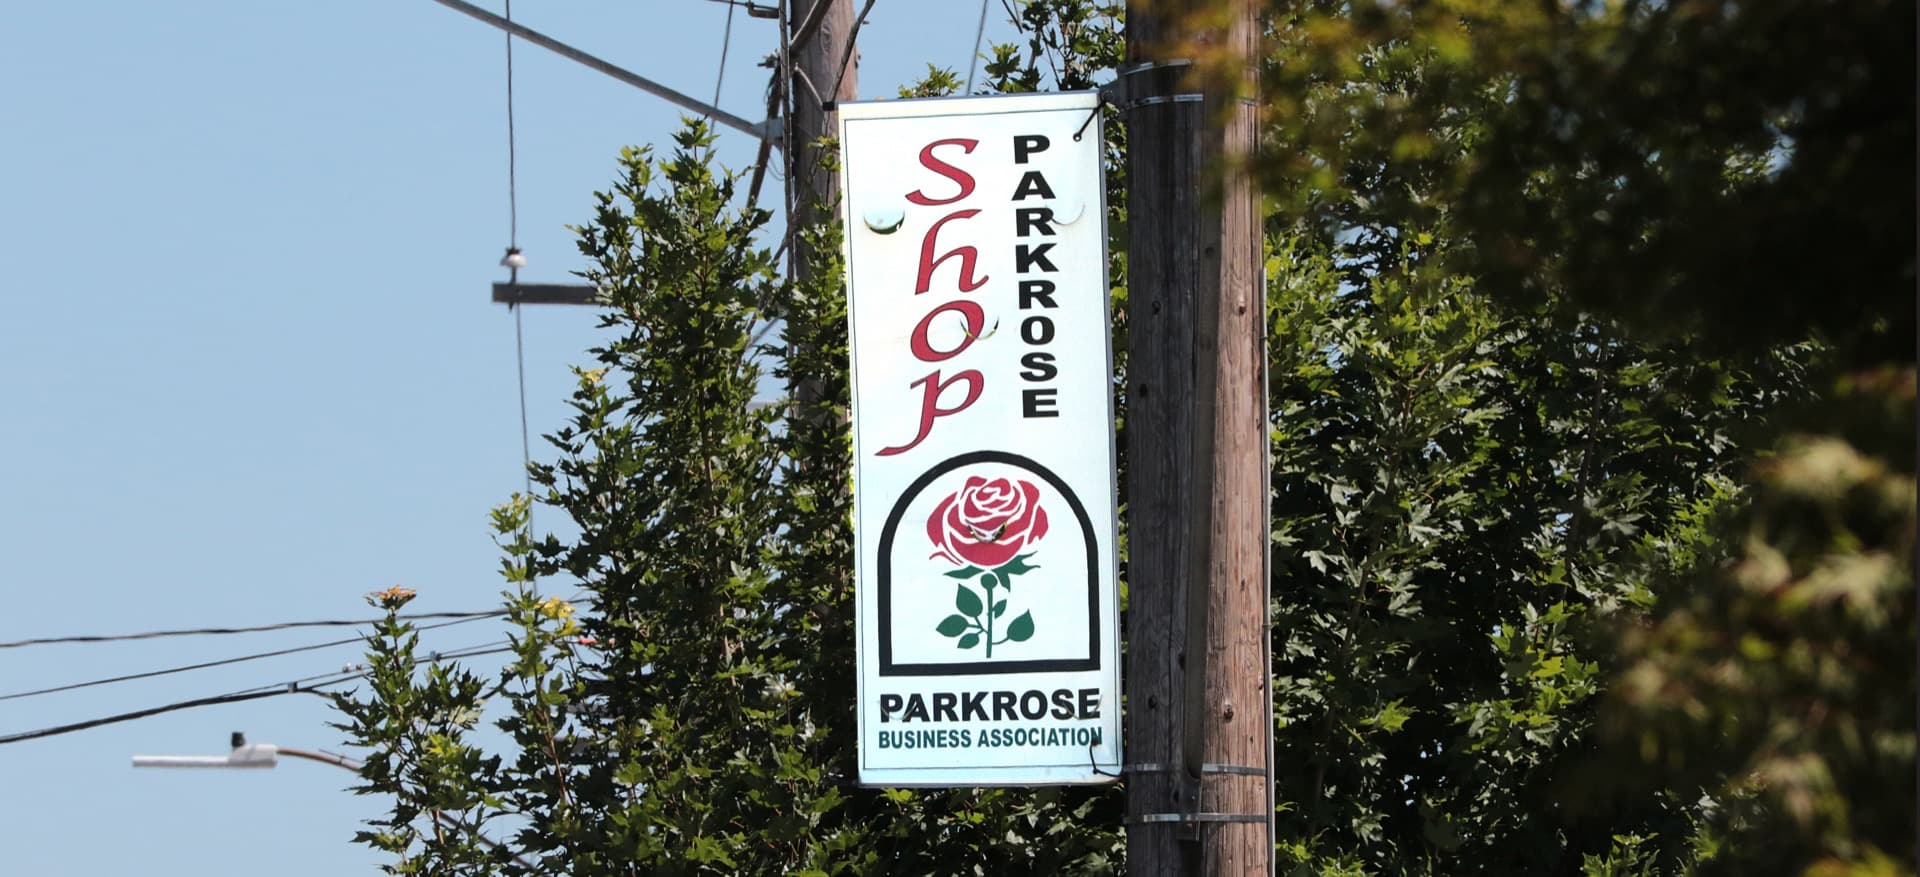 Shop
PARKROSE
PARKROSE
BUSINESS ASSOCIATION